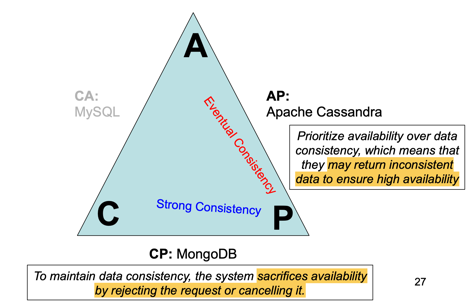 A
CA:
MySQL
AP:
Apache Cassandra
Eventual Consistency
Prioritize availability over data
consistency, which means that
they may return inconsistent
data to ensure high availability
Strong Consistency
C
P
CP: MongoDB
To maintain data consistency, the system sacrifices availability
by rejecting the request or cancelling it.
27